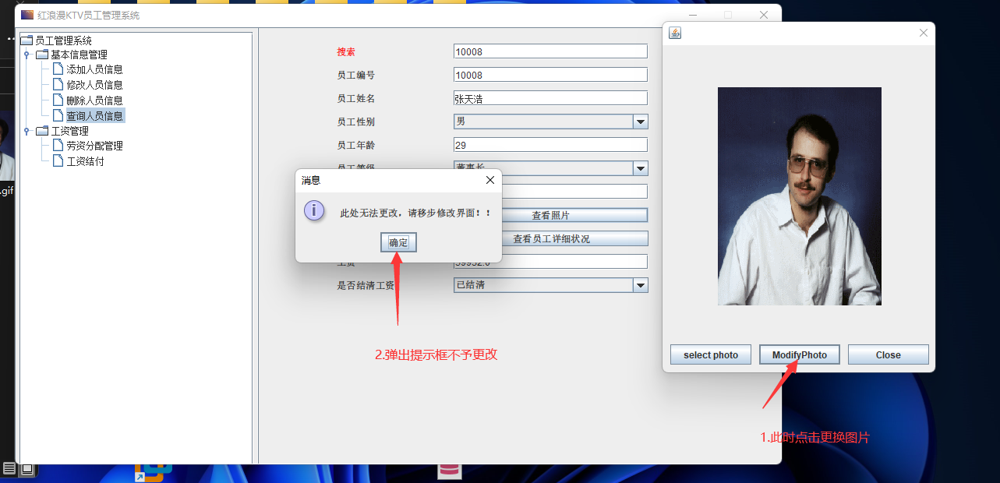 红浪漫KTV员工管理系统
员工管理系统
基本信息管理
添加人员信息
修改人员信息
删除人员信息
查询人员信息
工资管理
劳资分配管理
工资结付
.gif
搜索 10008
员工编号 10008
员工姓名 张天浩
员工性别 男
员工年龄 29
员工等级 董事长
查看照片
查看员工详细状况
工资
是否结清工资 已结清
消息
此处无法更改，请移步修改界面！！
确定
2.弹出提示框不予更改
select photo
ModifyPhoto
Close
1.此时点击更换图片